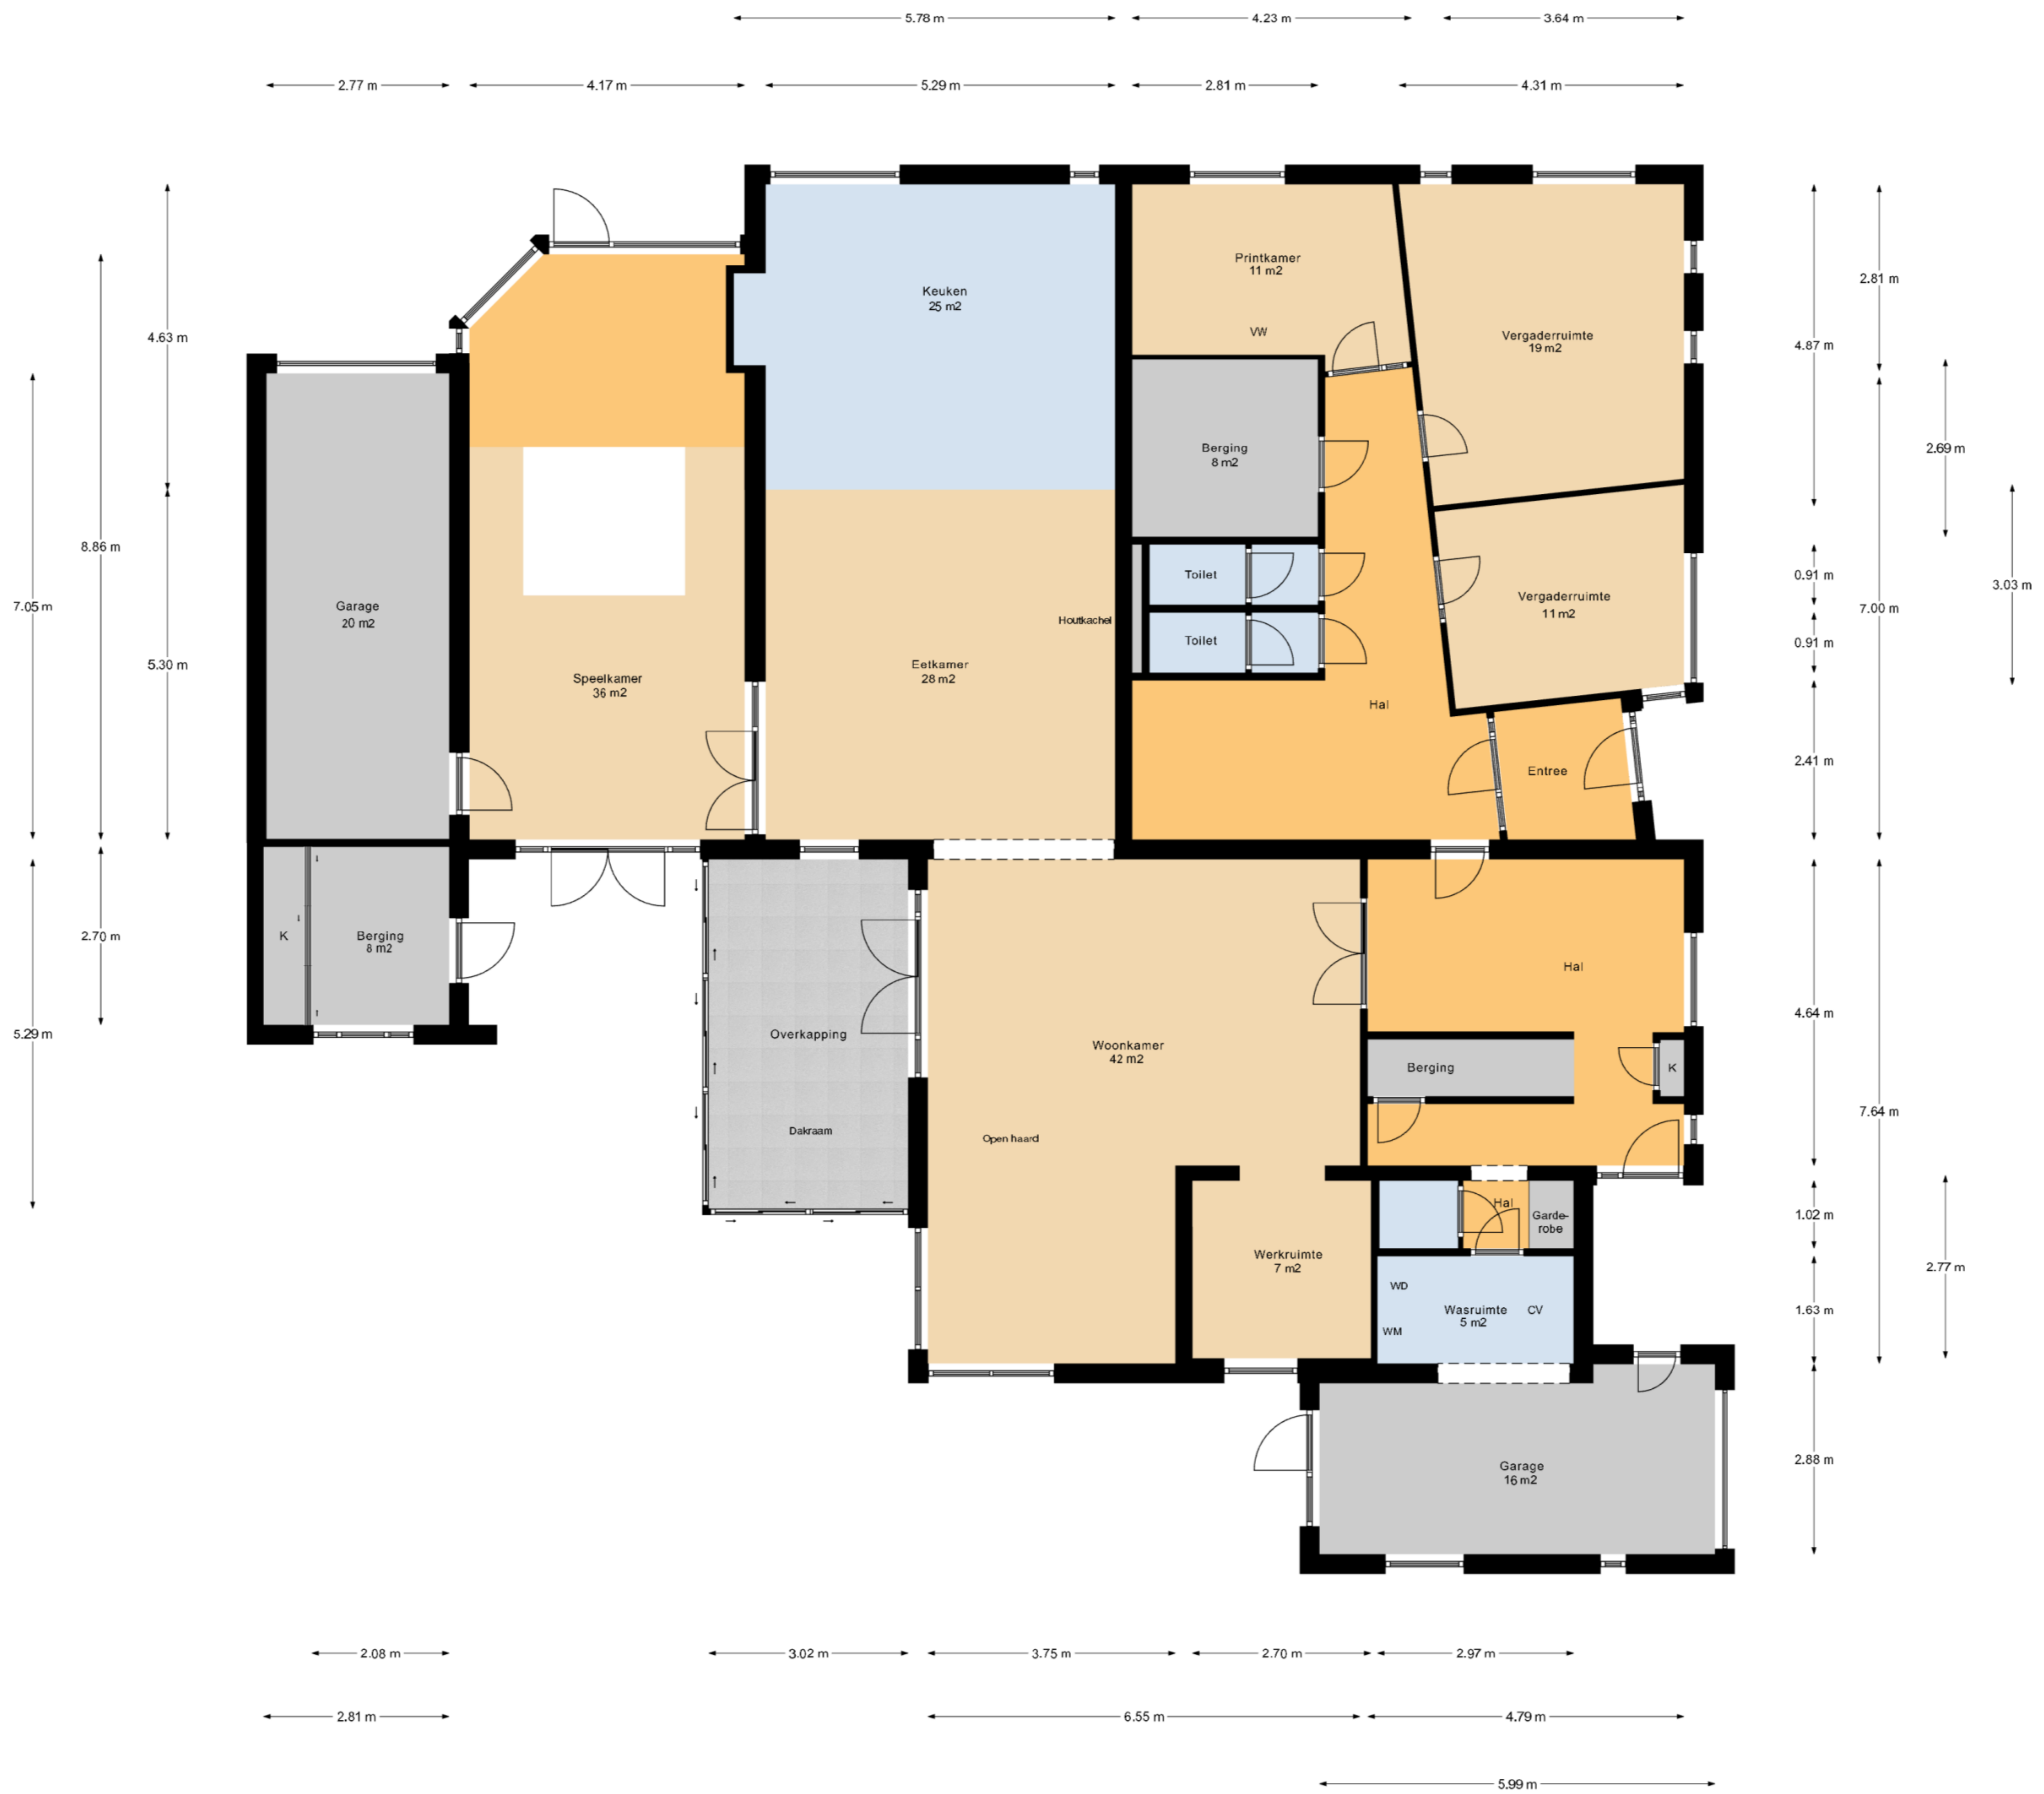 5.78 m
4.23 m
3.64 m
2.77 m
4.17 m
5.29 m
2.81 m
4.31 m
Printkamer
11 m2
VW
Keuken
25 m2
Vergaderruimte
19 m2
4.63 m
4.87 m
2.81 m
Berging
8 m2
2.69 m
8.86 m
7.05 m
Garage
20 m2
Toilet
Toilet
Houtkachel
Vergaderruimte
11 m2
0.91 m
0.91 m
7.00 m
3.03 m
5.30 m
Speelkamer
36 m2
Eetkamer
28 m2
Hal
Entree
2.41 m
K
Berging
8 m2
2.70 m
5.29 m
Overkapping
Dakraam
Woonkamer
42 m2
Open haard
Hal
4.64 m
Berging
K
7.64 m
Hal
Garde-
robe
1.02 m
Werkruimte
7 m2
2.77 m
WD
WM
Wasruimte
5 m2
CV
1.63 m
Garage
16 m2
2.88 m
2.08 m
3.02 m
3.75 m
2.70 m
2.97 m
2.81 m
6.55 m
4.79 m
5.99 m